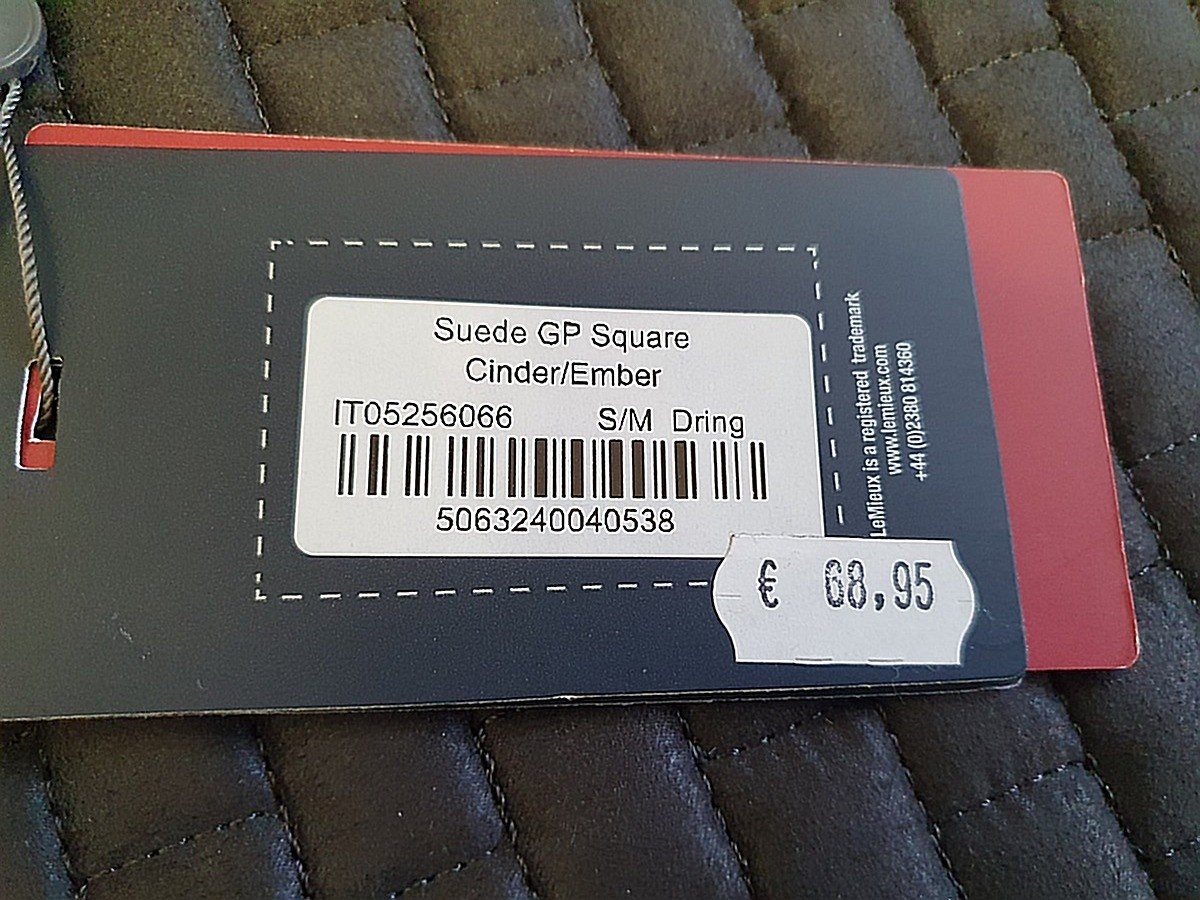 Suede GP Square
Cinder/Ember
IT05256066 S/M Dring
5063240040538
LeMieux is a registered trademark
www.lemieux.com
+44 (0)2380 814360
€ 68,95